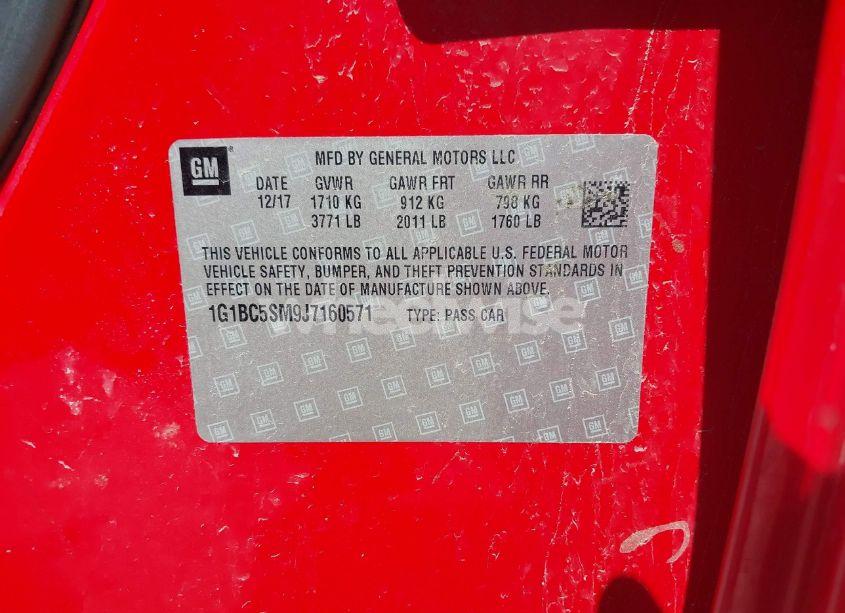 GM
MFD BY GENERAL MOTORS LLC
DATE GVWR GAWR FRT GAWR RR
12/17 1710 KG 912 KG 798 KG
3771 LB 2011 LB 1760 LB
THIS VEHICLE CONFORMS TO ALL APPLICABLE U.S. FEDERAL MOTOR
VEHICLE SAFETY, BUMPER, AND THEFT PREVENTION STANDARDS IN
EFFECT ON THE DATE OF MANUFACTURE SHOWN ABOVE.
1G1BC5SM9J7160571 TYPE: PASS CAR